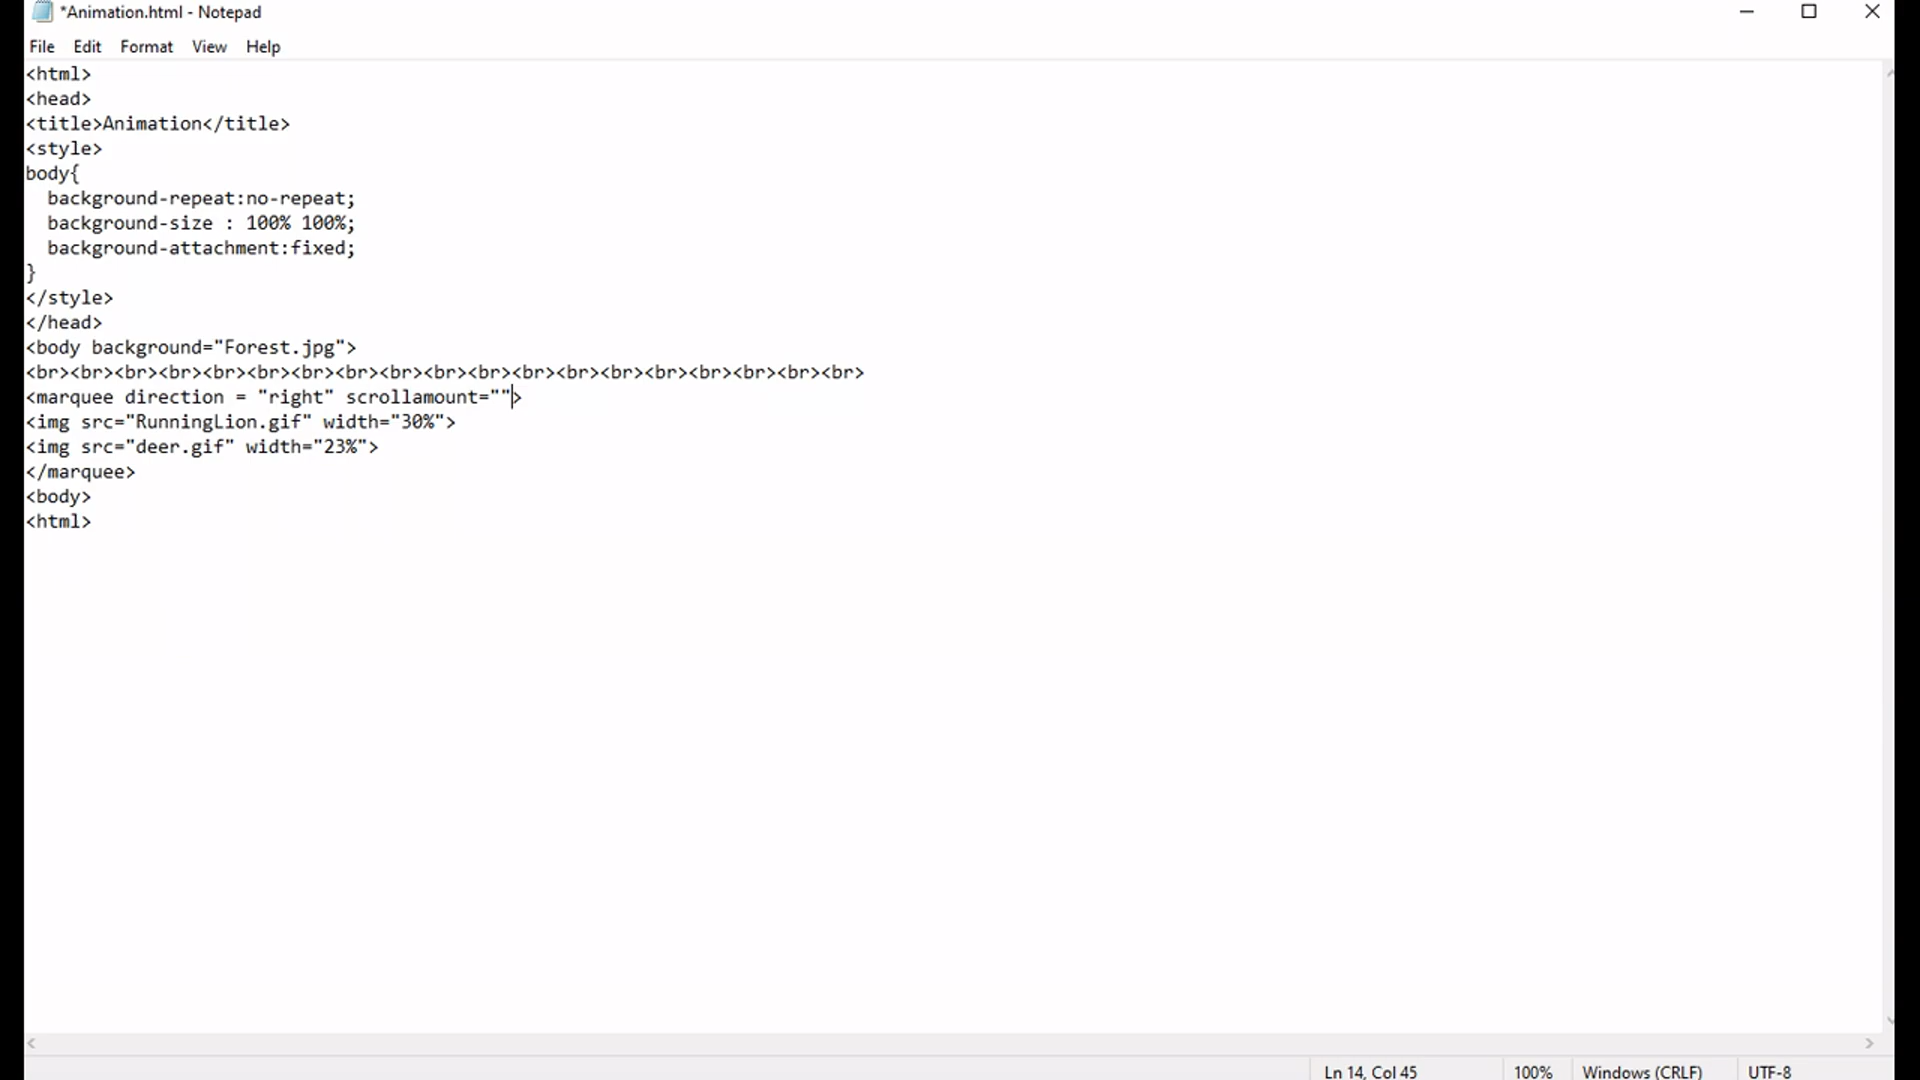 *Animation.html - Notepad
File Edit Format View Help
<html>
<head>
<title>Animation</title>
<style>
body{
  background-repeat:no-repeat;
  background-size : 100% 100%;
  background-attachment:fixed;
}
</style>
</head>
<body background="Forest.jpg">
<br><br><br><br><br><br><br><br><br><br><br><br><br><br><br><br><br><br><br>
<marquee direction = "right" scrollamount="">
<img src="RunningLion.gif" width="30%">
<img src="deer.gif" width="23%">
</marquee>
<body>
<html>
Ln 14, Col 45 100% Windows (CRLF) UTF-8